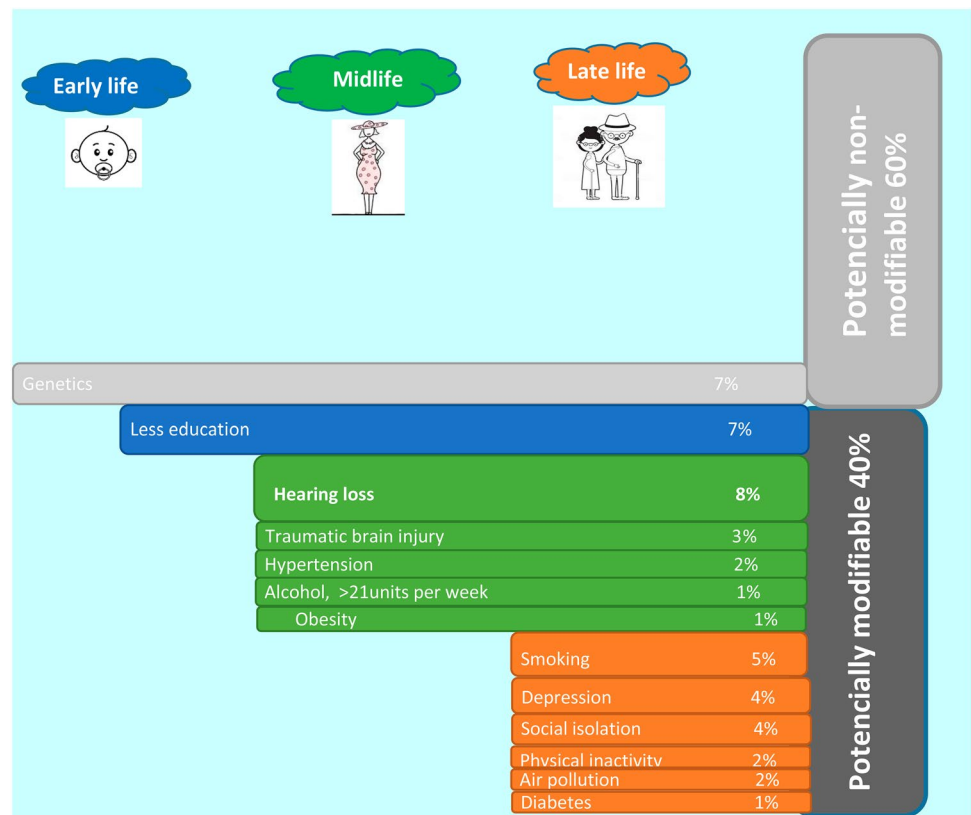 Early life
Midlife
Late life
Potencially non-
modifiable 60%
Genetics 7%
Less education 7%
Hearing loss 8%
Traumatic brain injury 3%
Hypertension 2%
Alcohol, >21units per week 1%
Obesity 1%
Smoking 5%
Depression 4%
Social isolation 4%
Physical inactivity 2%
Air pollution 2%
Diabetes 1%
Potencially modifiable 40%